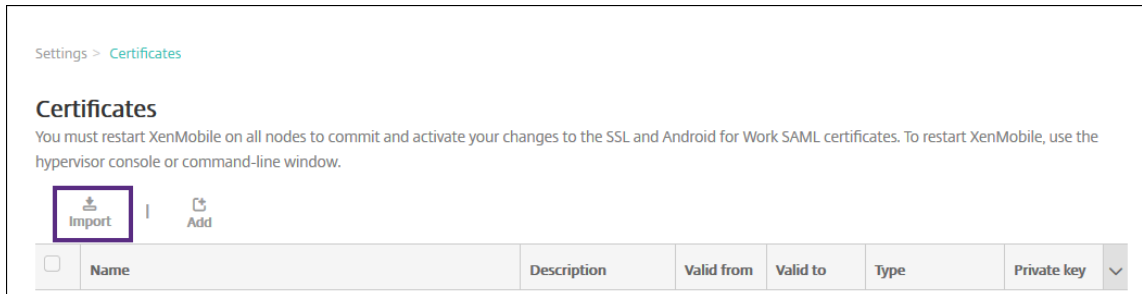 Settings > Certificates
Certificates
You must restart XenMobile on all nodes to commit and activate your changes to the SSL and Android for Work SAML certificates. To restart XenMobile, use the
hypervisor console or command-line window.
Import | Add
Name Description Valid from Valid to Type Private key